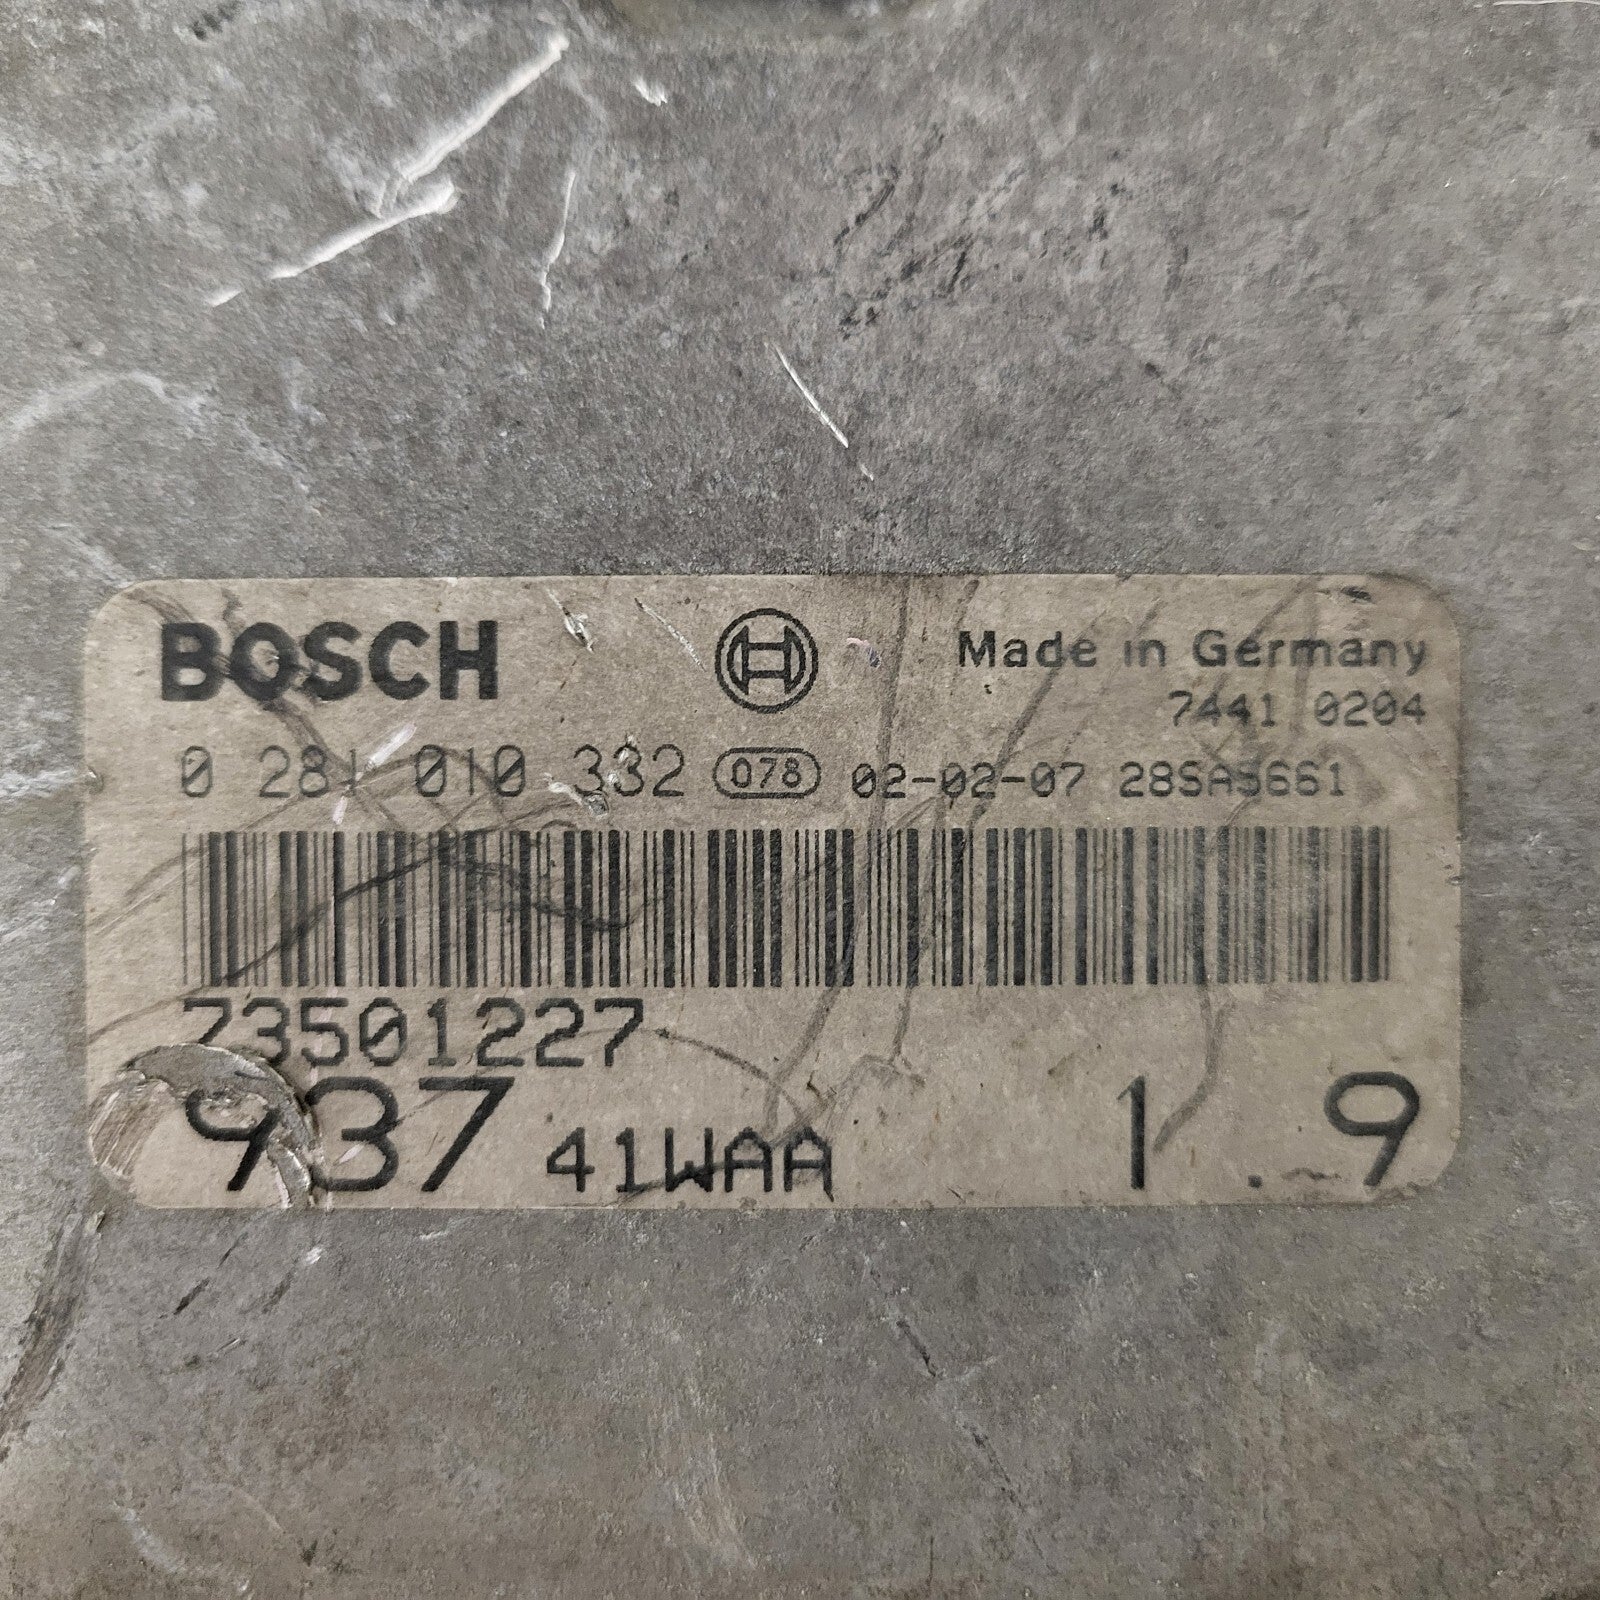 BOSCH Made in Germany
7441 0204
0 281 010 332 078 02-02-07 28SA5661
73501227
937 41WAA 1.9